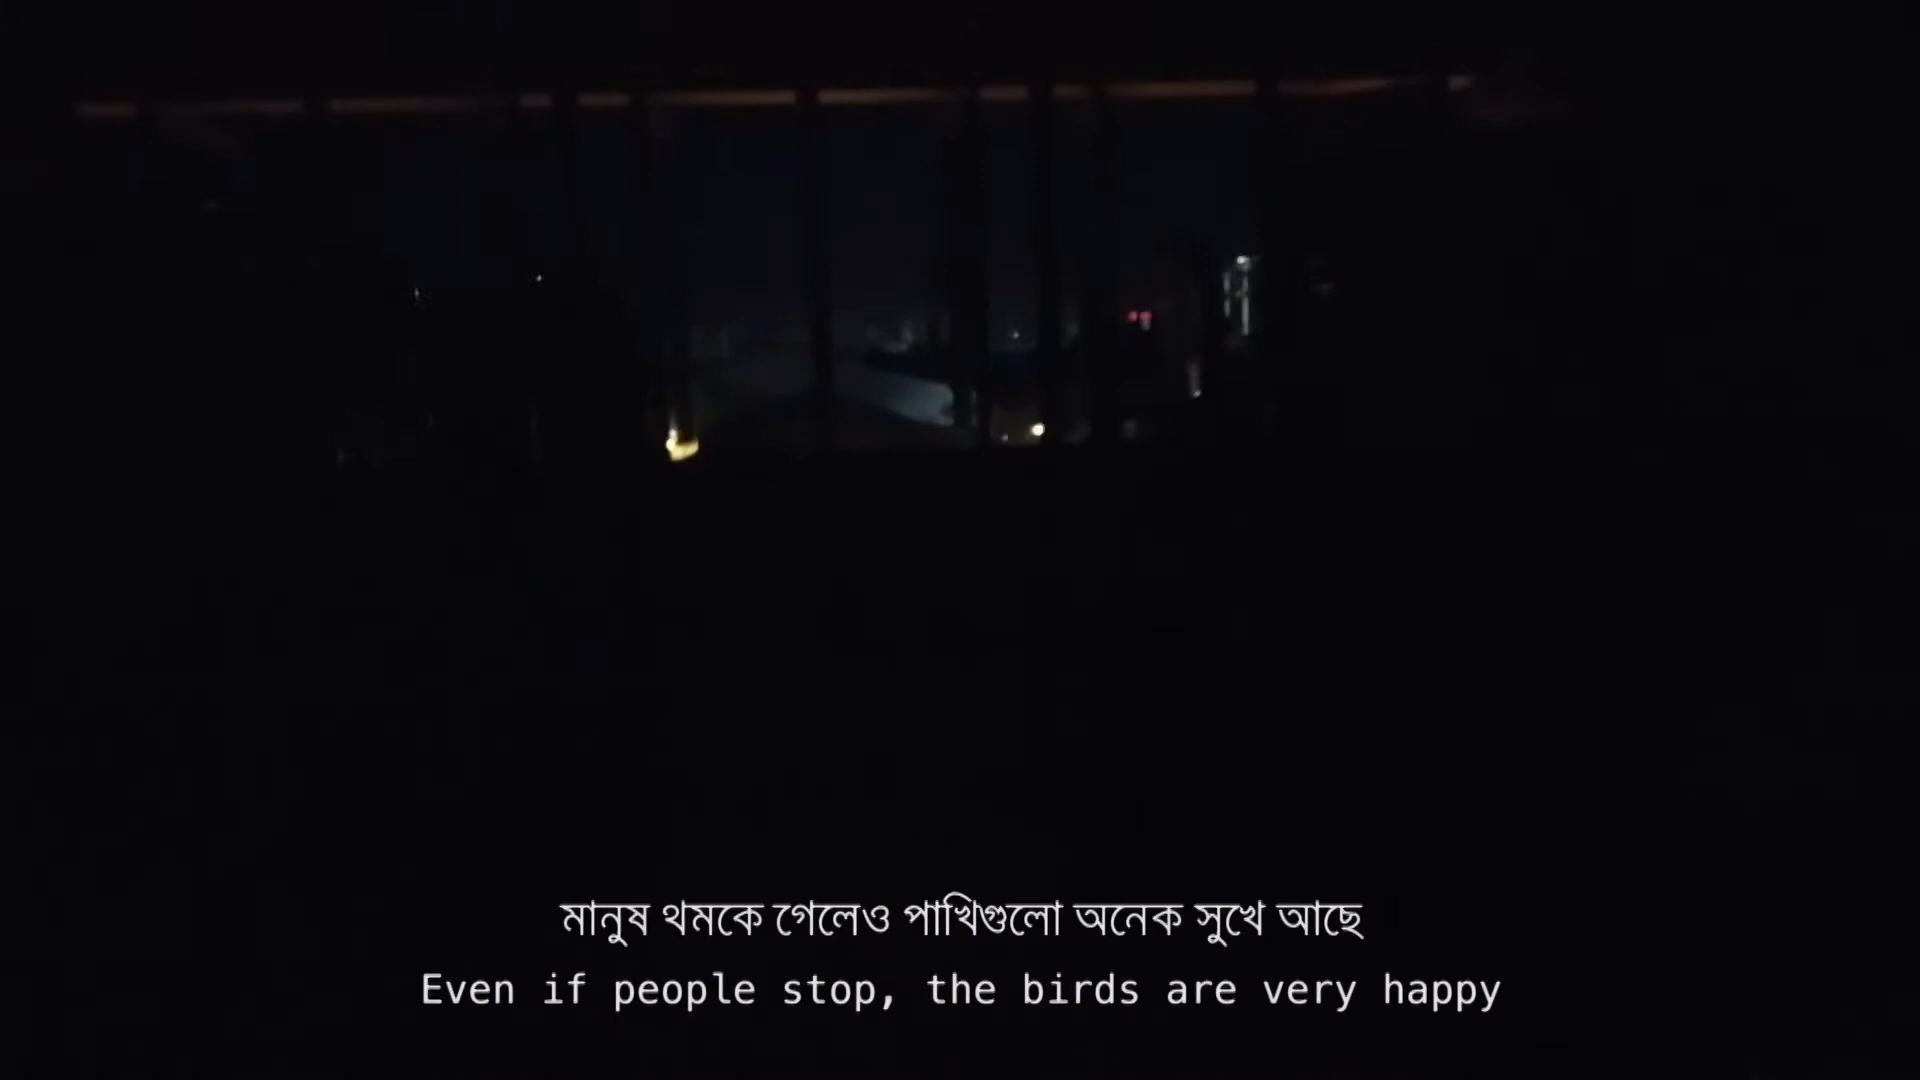 মানুষ থমকে গেলেও পাখিগুলো অনেক সুখে আছে
Even if people stop, the birds are very happy